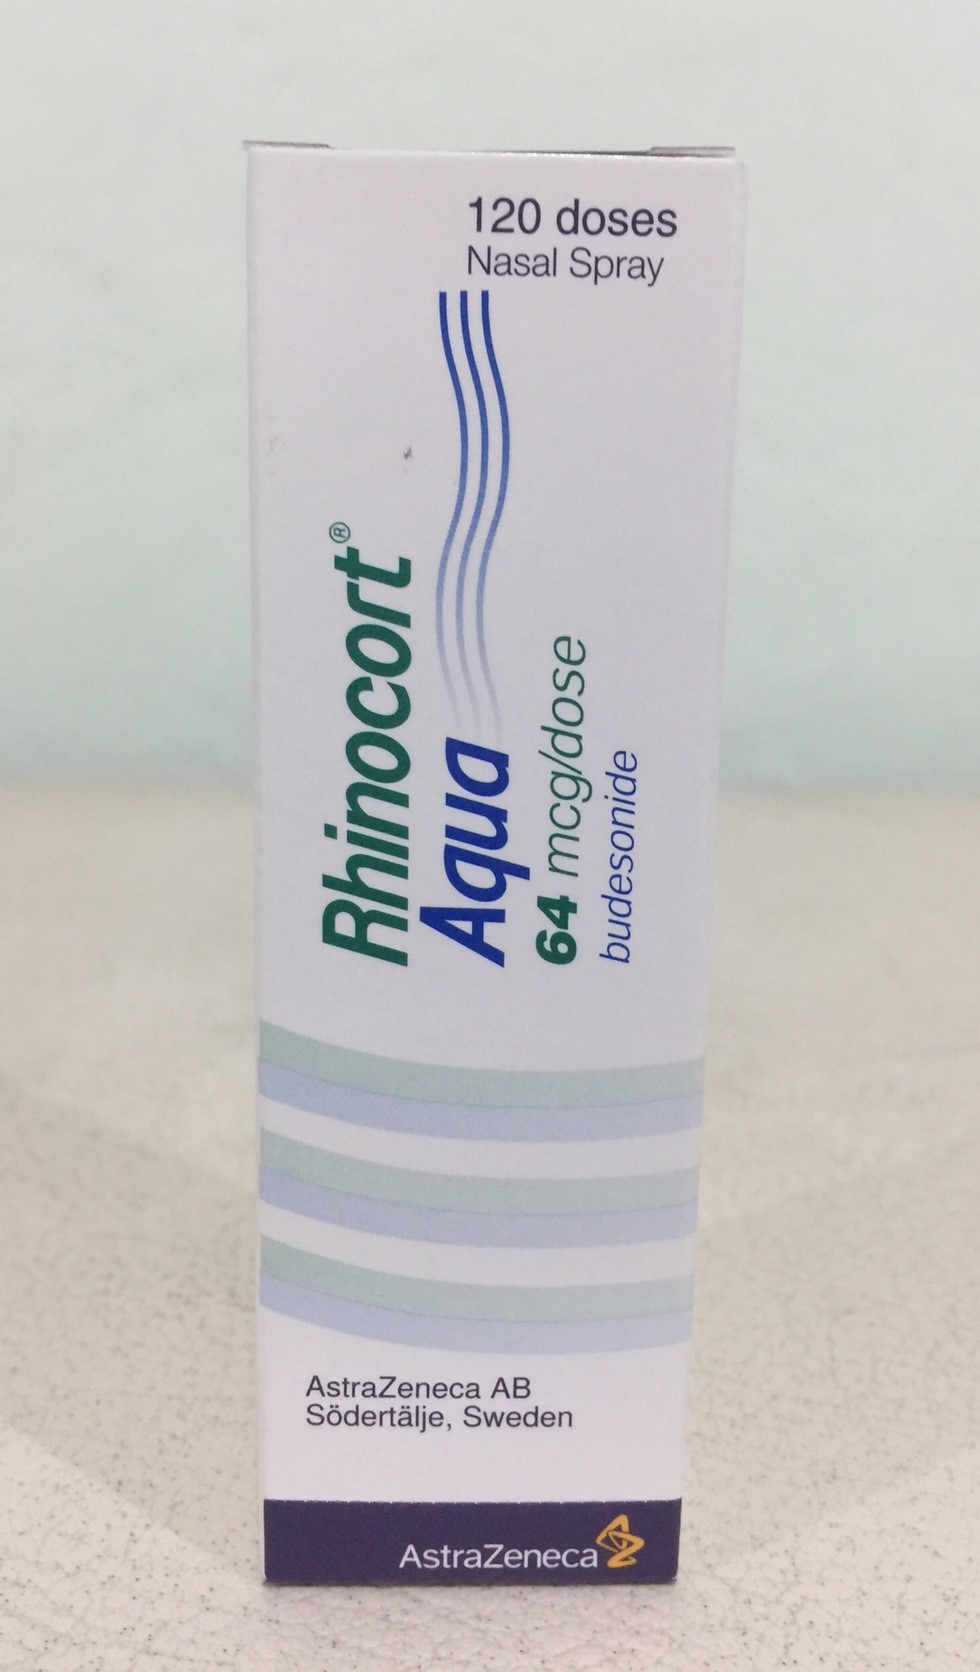 120 doses
Nasal Spray
Rhinocort®
Aqua
64 mcg/dose
budesonide
AstraZeneca AB
Södertälje, Sweden
AstraZeneca